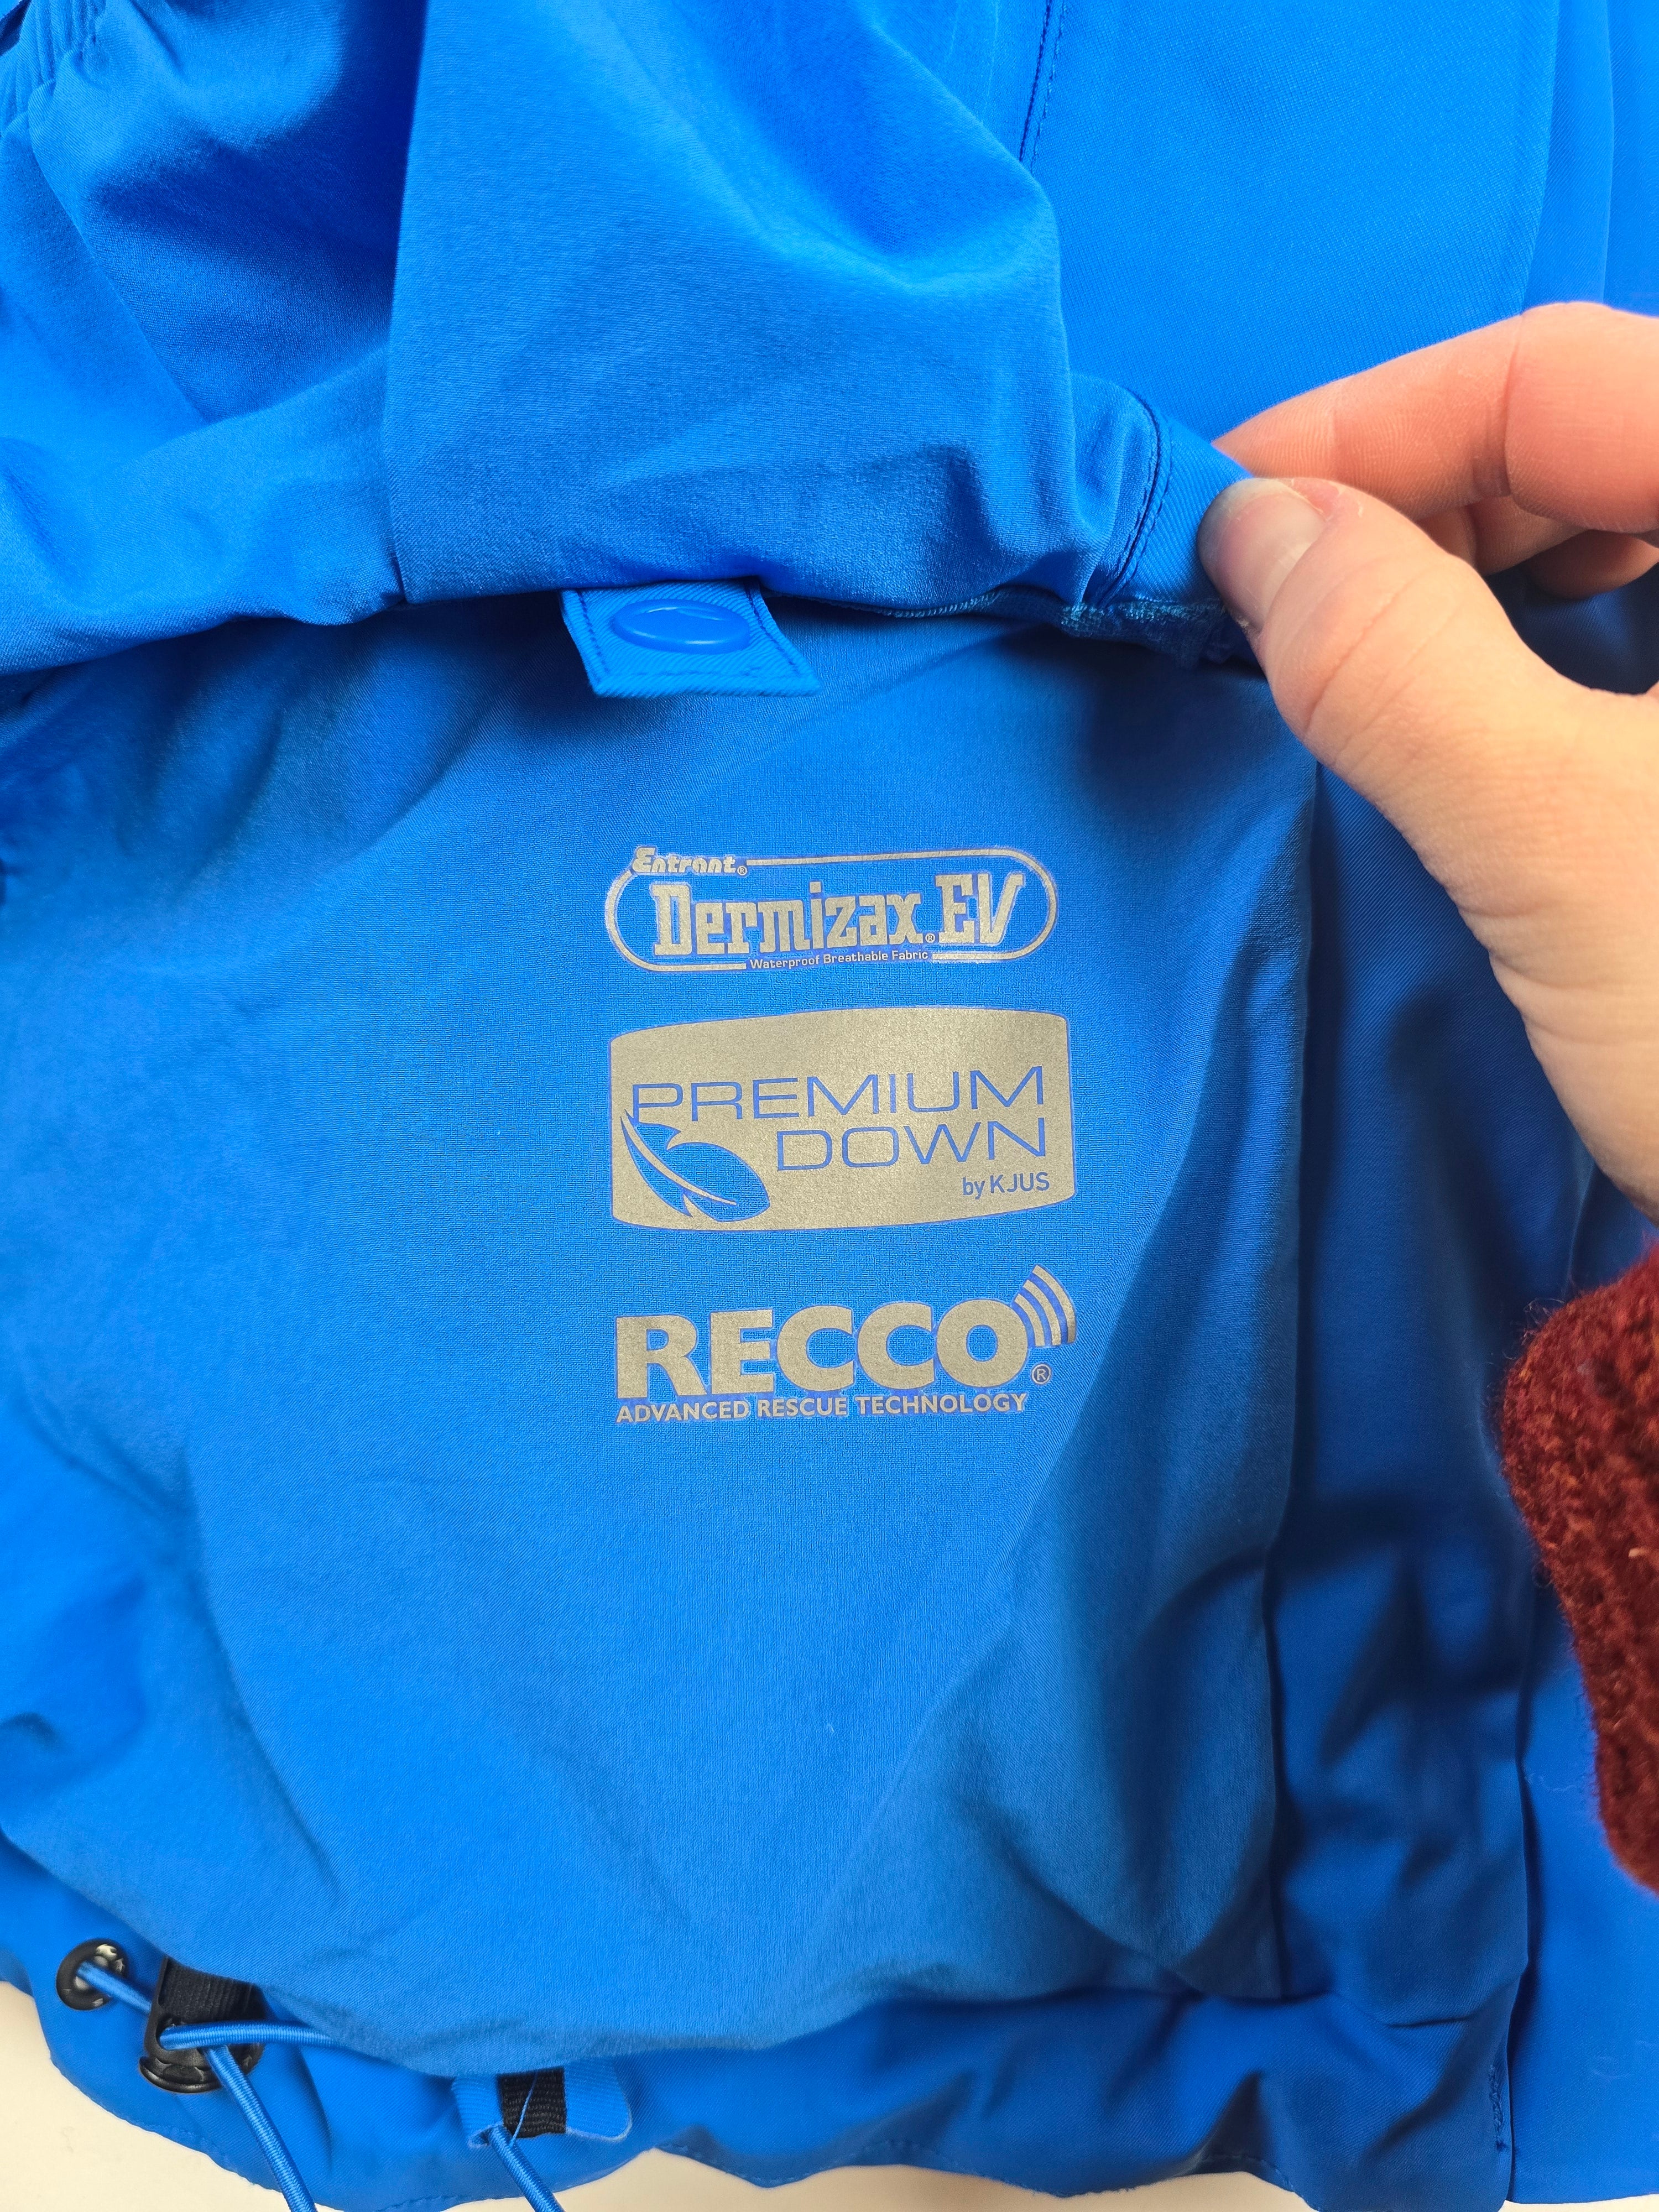 Entrant®
Dermizax® EV
Waterproof Breathable Fabric
PREMIUM
DOWN
by KJUS
RECCO®
ADVANCED RESCUE TECHNOLOGY